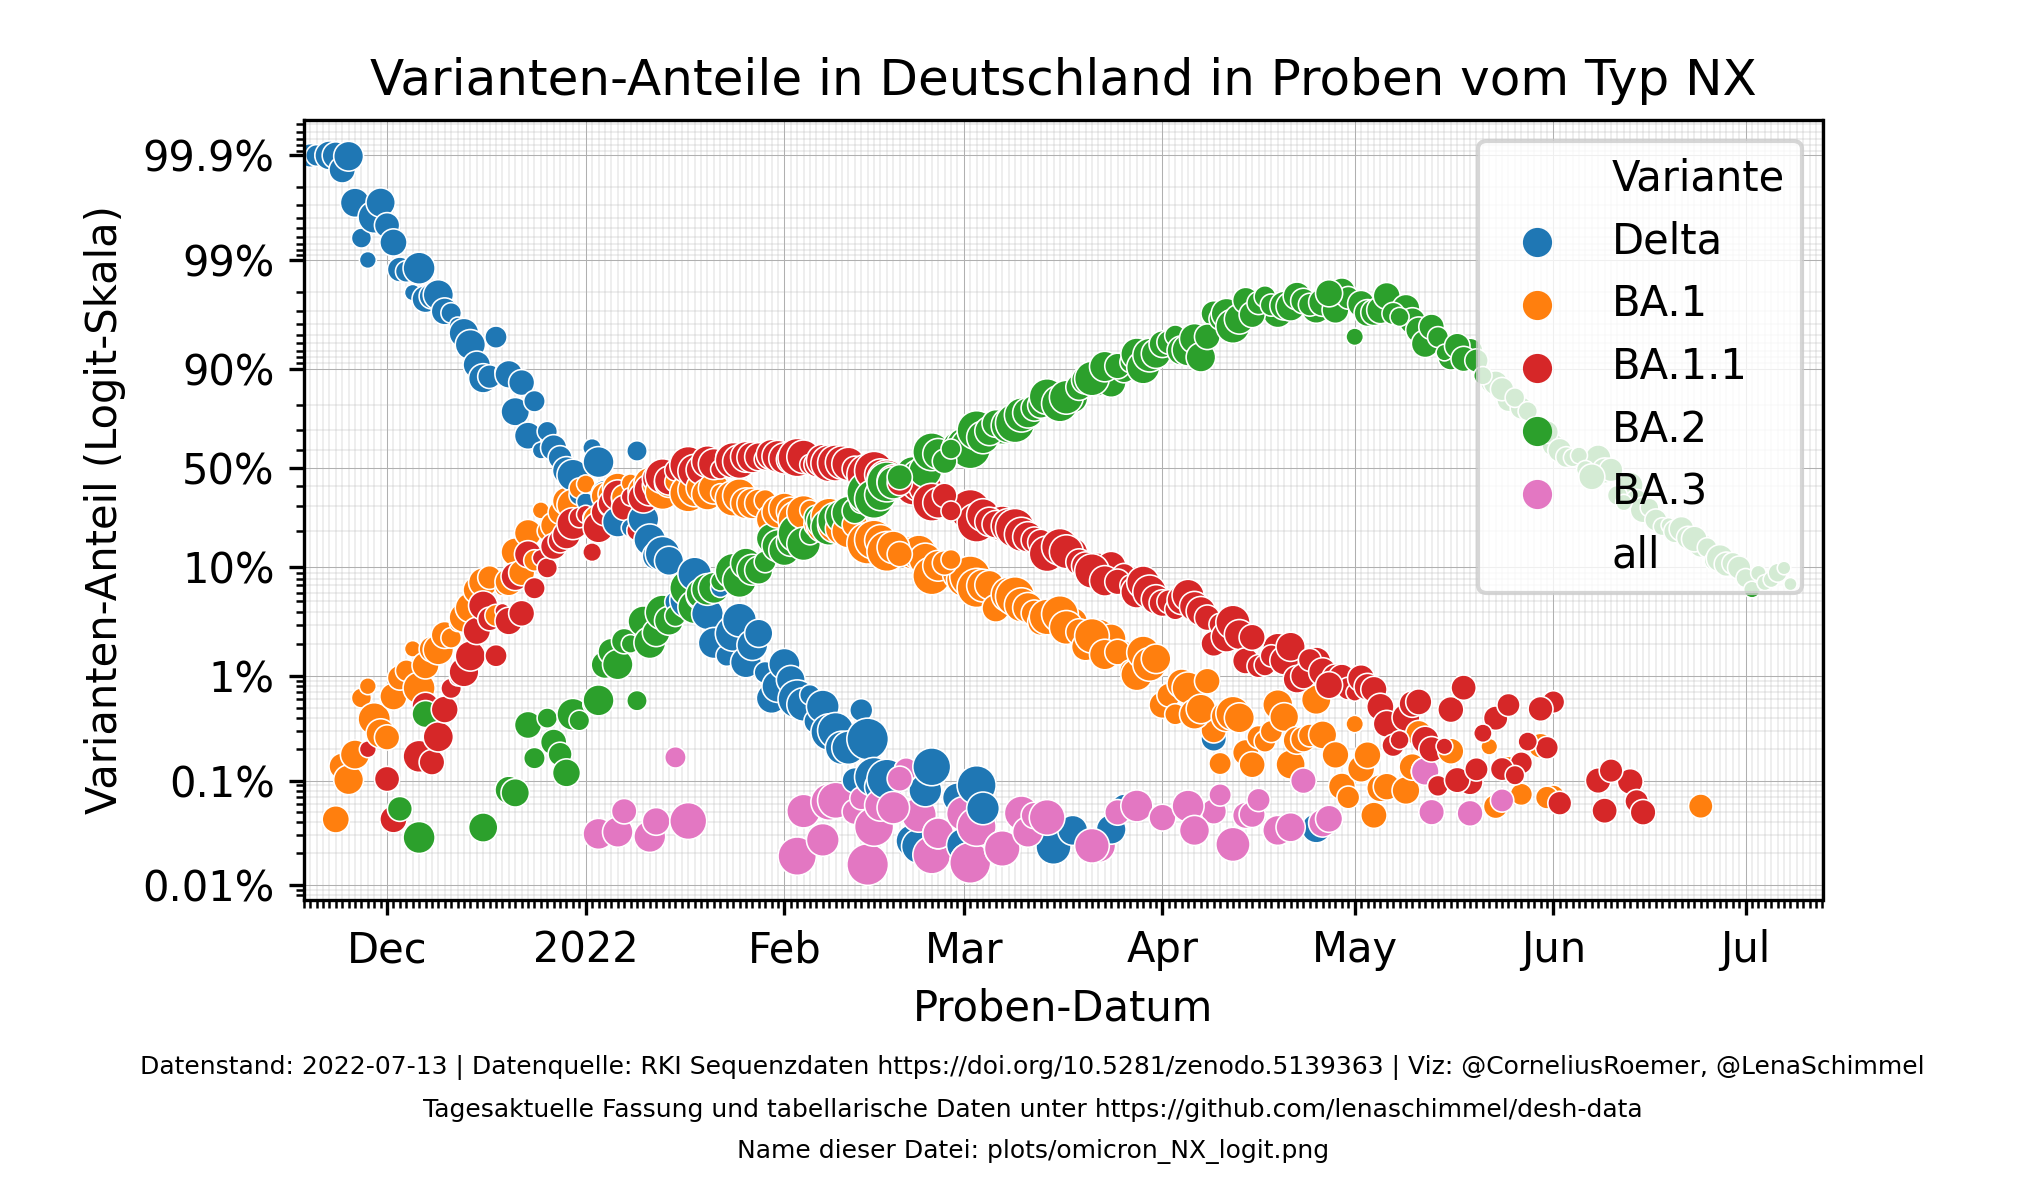 Varianten-Anteile in Deutschland in Proben vom Typ NX
Varianten-Anteil (Logit-Skala)
99.9%
99%
90%
50%
10%
1%
0.1%
0.01%
Variante
Delta
BA.1
BA.1.1
BA.2
BA.3
all
Dec 2022 Feb Mar Apr May Jun Jul
Proben-Datum
Datenstand: 2022-07-13 | Datenquelle: RKI Sequenzdaten https://doi.org/10.5281/zenodo.5139363 | Viz: @CorneliusRoemer, @LenaSchimmel
Tagesaktuelle Fassung und tabellarische Daten unter https://github.com/lenaschimmel/desh-data
Name dieser Datei: plots/omicron_NX_logit.png